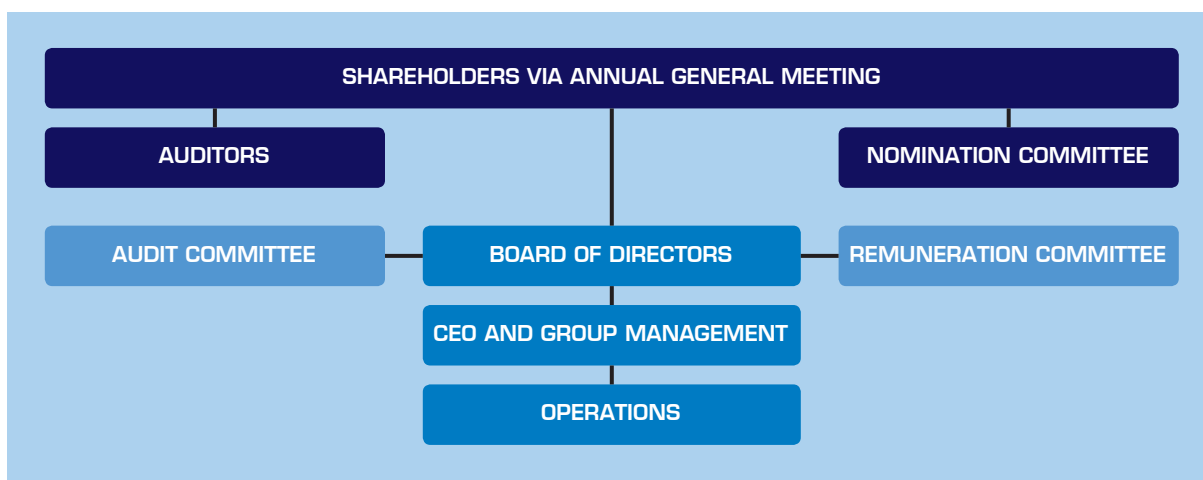 SHAREHOLDERS VIA ANNUAL GENERAL MEETING
AUDITORS
NOMINATION COMMITTEE
AUDIT COMMITTEE
BOARD OF DIRECTORS
REMUNERATION COMMITTEE
CEO AND GROUP MANAGEMENT
OPERATIONS